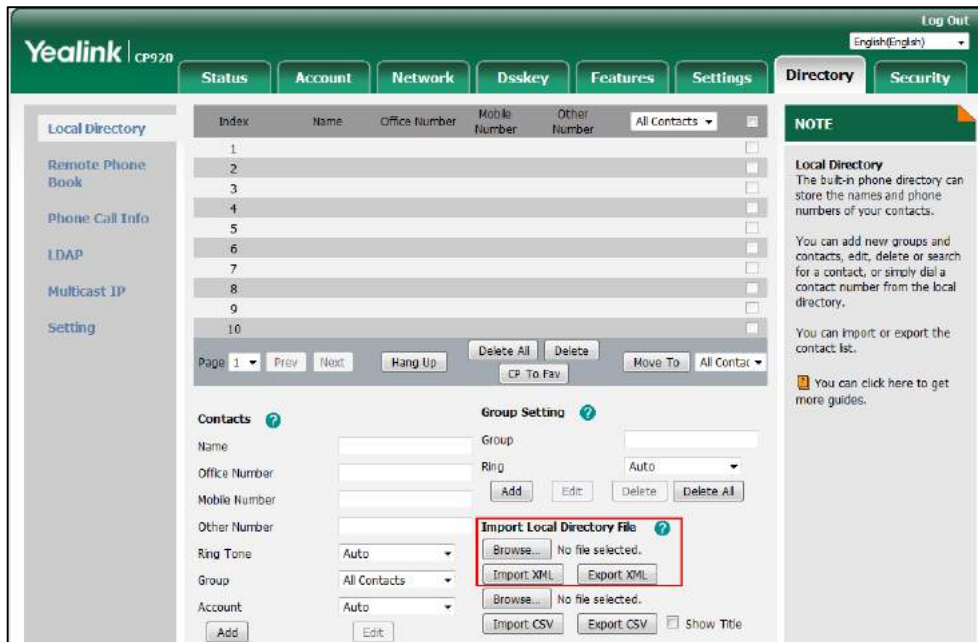 Log Out
Yealink CP920
English(English)
Status Account Network Dsskey Features Settings Directory Security
Local Directory
Remote Phone
Book
Phone Call Info
LDAP
Multicast IP
Setting
Index Name Office Number Mobile Number Other Number All Contacts
1
2
3
4
5
6
7
8
9
10
Page 1 Prev Next Hang Up Delete All Delete CP To Fav Move To All Contac
Contacts ?
Name
Office Number
Mobile Number
Other Number
Ring Tone Auto
Group All Contacts
Account Auto
Add Edit
Group Setting ?
Group
Ring Auto
Add Edit Delete Delete All
Import Local Directory File ?
Browse... No file selected.
Import XML Export XML
Browse... No file selected.
Import CSV Export CSV Show Title
NOTE
Local Directory
The built-in phone directory can
store the names and phone
numbers of your contacts.
You can add new groups and
contacts, edit, delete or search
for a contact, or simply dial a
contact number from the local
directory.
You can import or export the
contact list.
? You can click here to get
more guides.